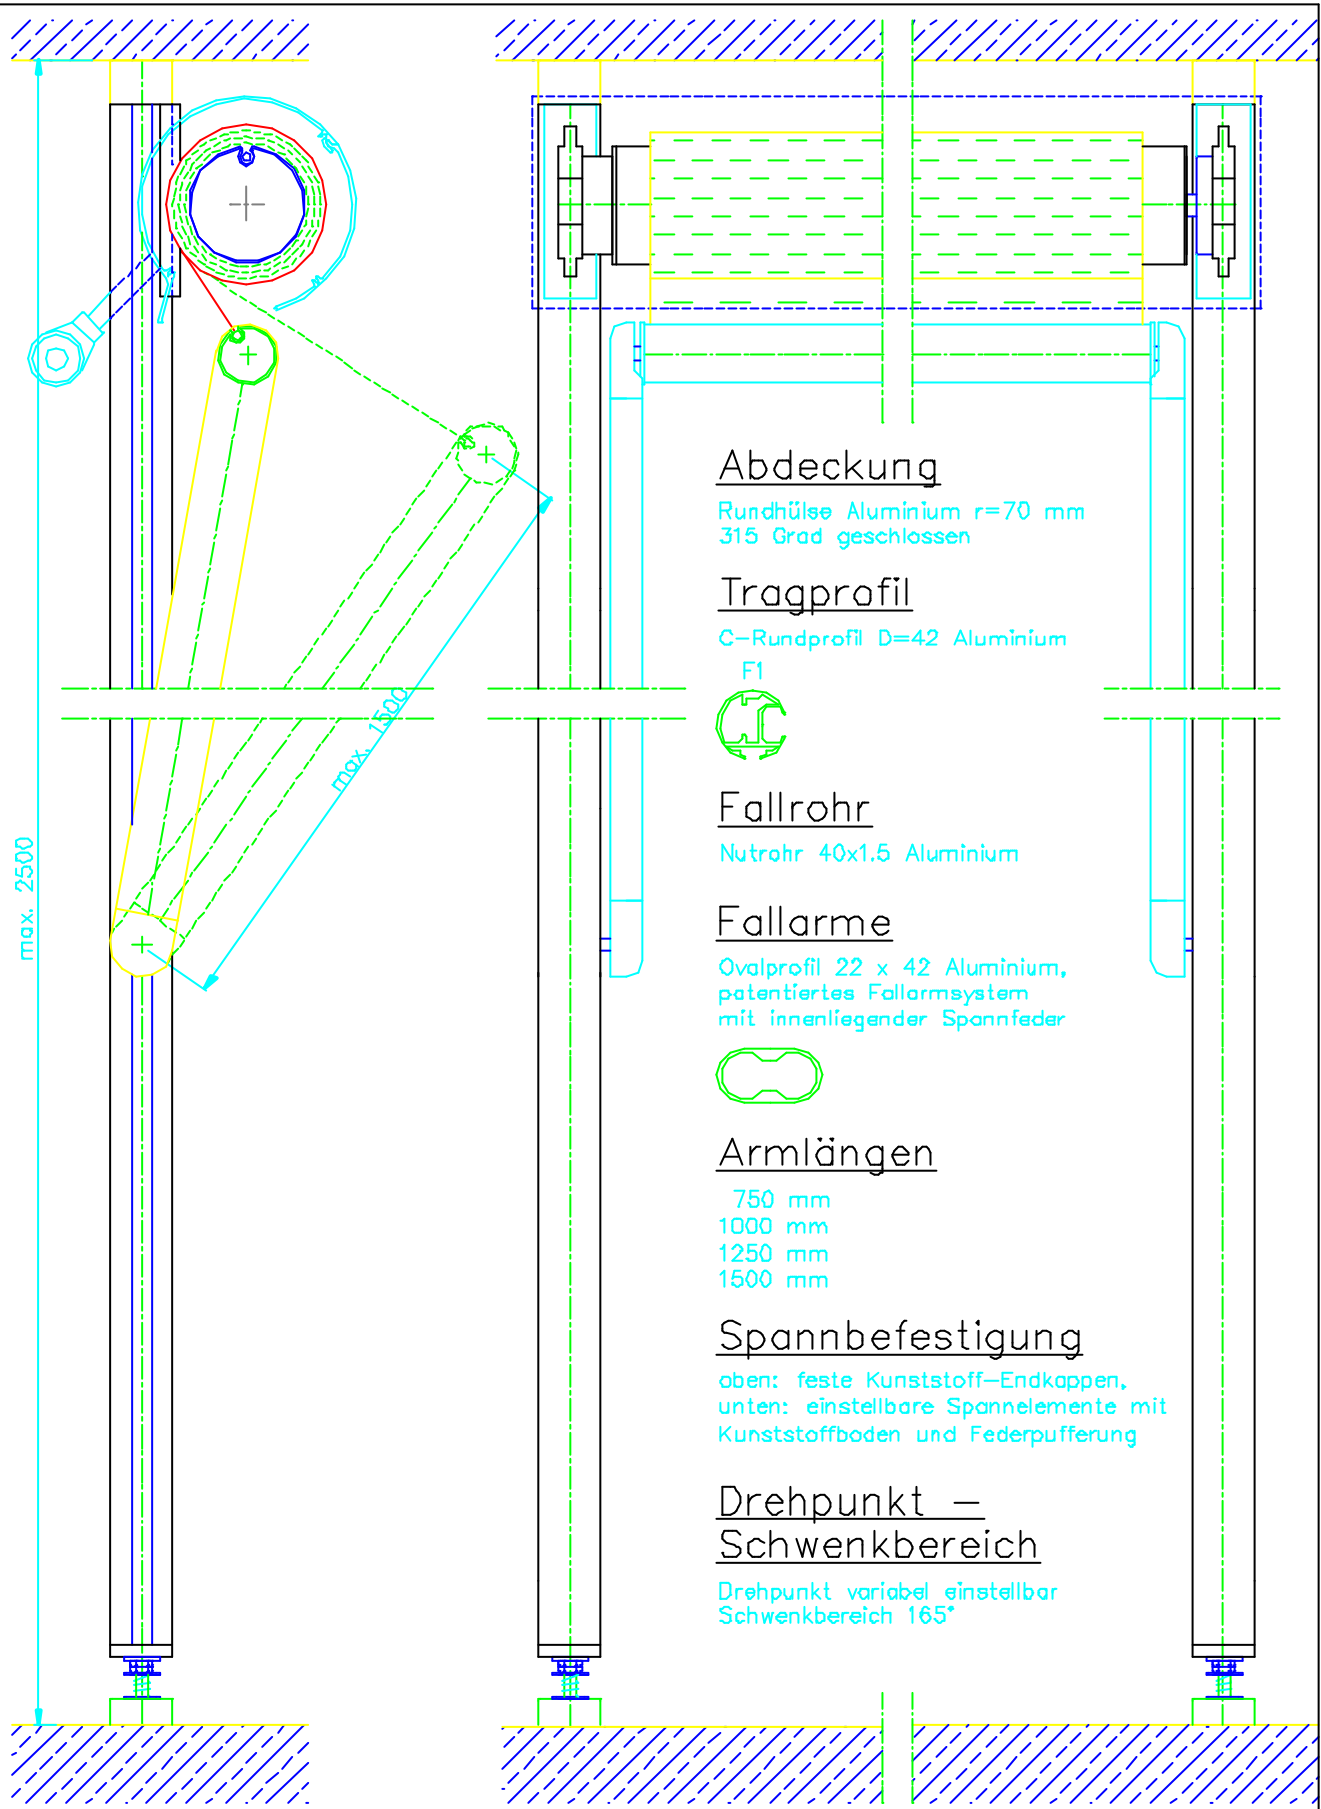 Abdeckung
Rundhülse Aluminium r=70 mm
315 Grad geschlossen
Tragprofil
C-Rundprofil D=42 Aluminium
F1
max. 1500
Fallrohr
Nutrohr 40x1.5 Aluminium
max. 2500
Fallarme
Ovalprofil 22 x 42 Aluminium,
patentiertes Fallarmsystem
mit innenliegender Spannfeder
Armlängen
750 mm
1000 mm
1250 mm
1500 mm
Spannbefestigung
oben: feste Kunststoff-Endkappen,
unten: einstellbare Spannelemente mit
Kunststoffboden und Federpufferung
Drehpunkt -
Schwenkbereich
Drehpunkt variabel einstellbar
Schwenkbereich 165°